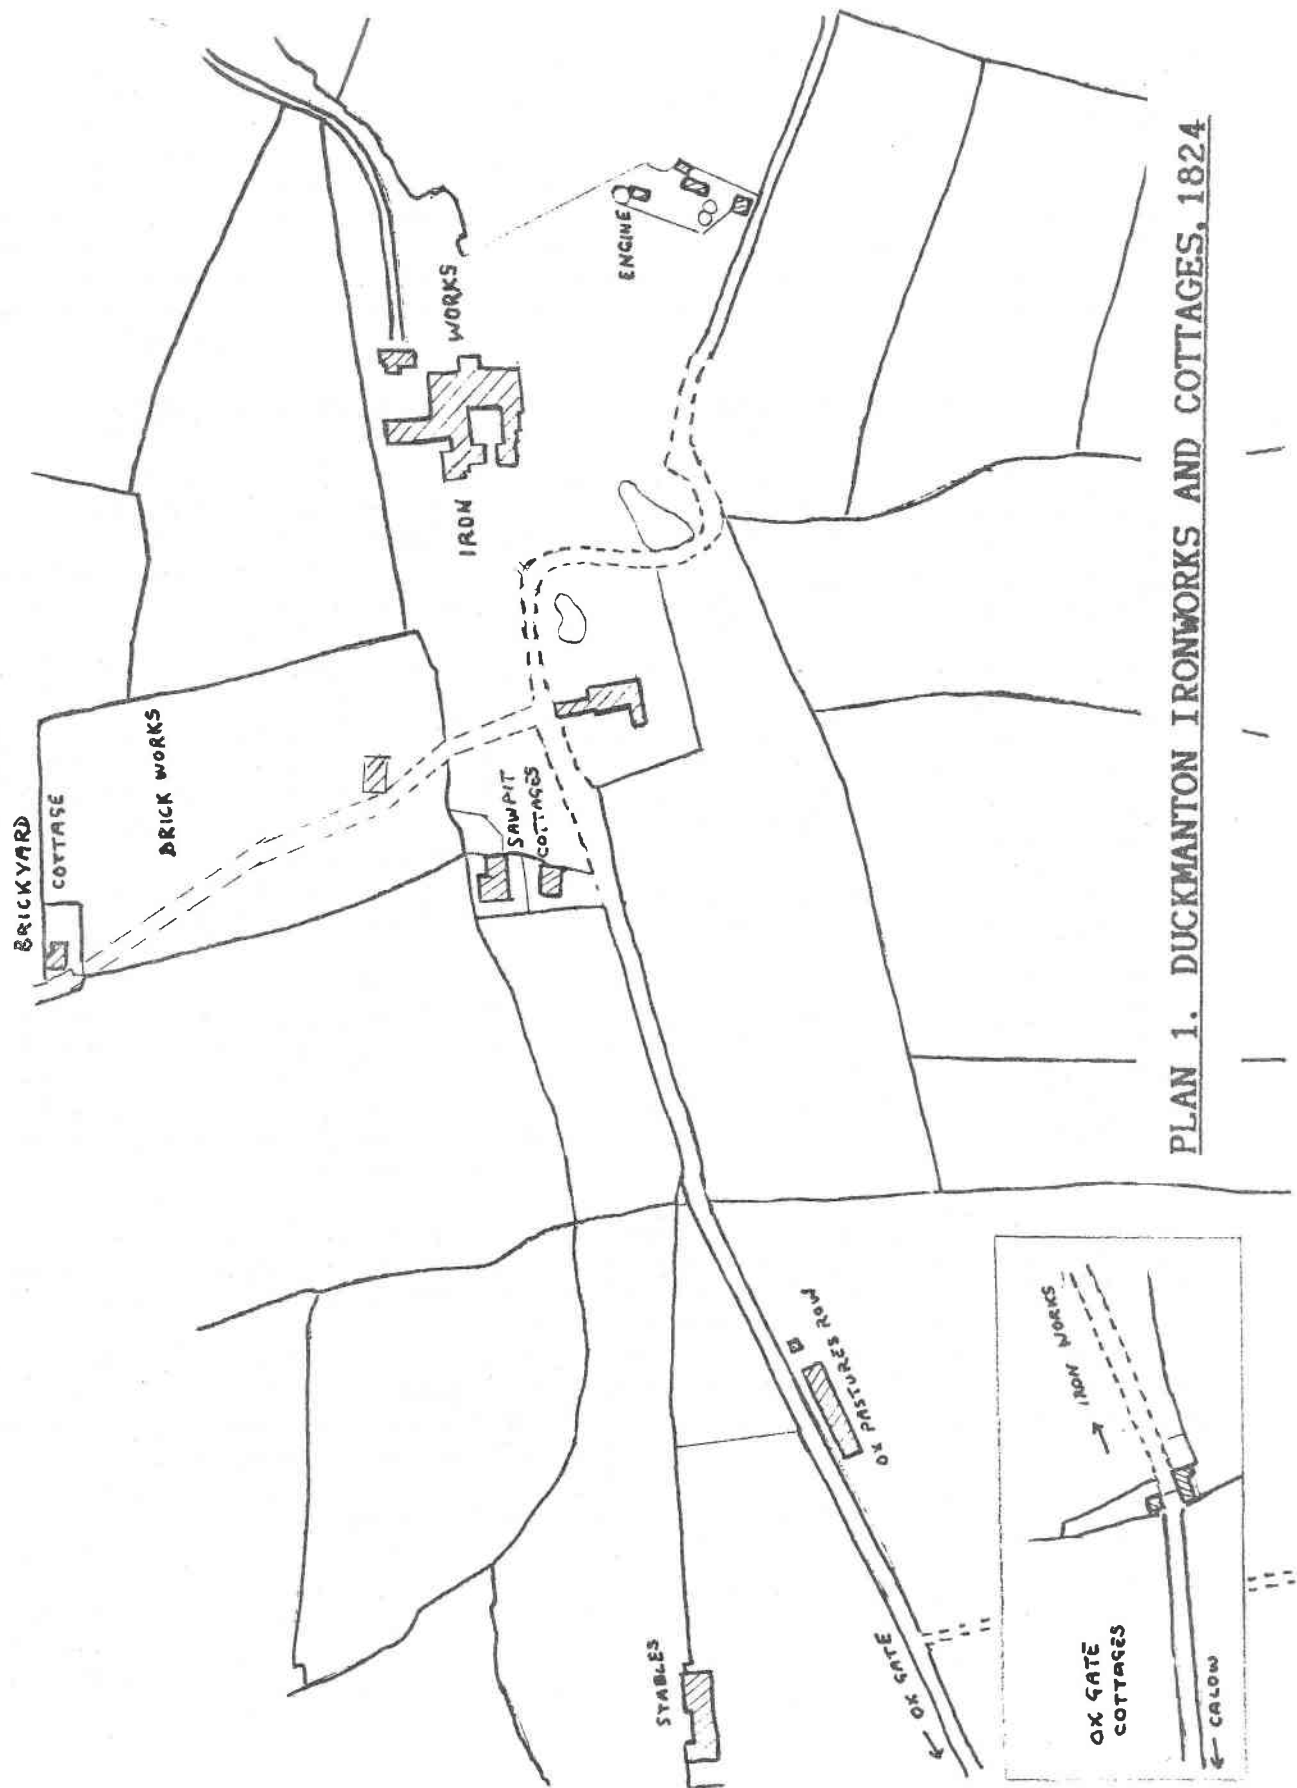 BRICKYARD
COTTAGE
BRICK WORKS
SAWPIT
COTTAGES
IRON WORKS
ENGINE
STABLES
OX PASTURES ROW
← OX GATE
OX GATE
COTTAGES
→ IRON WORKS
← CALOW
PLAN 1. DUCKMANTON IRONWORKS AND COTTAGES, 1824